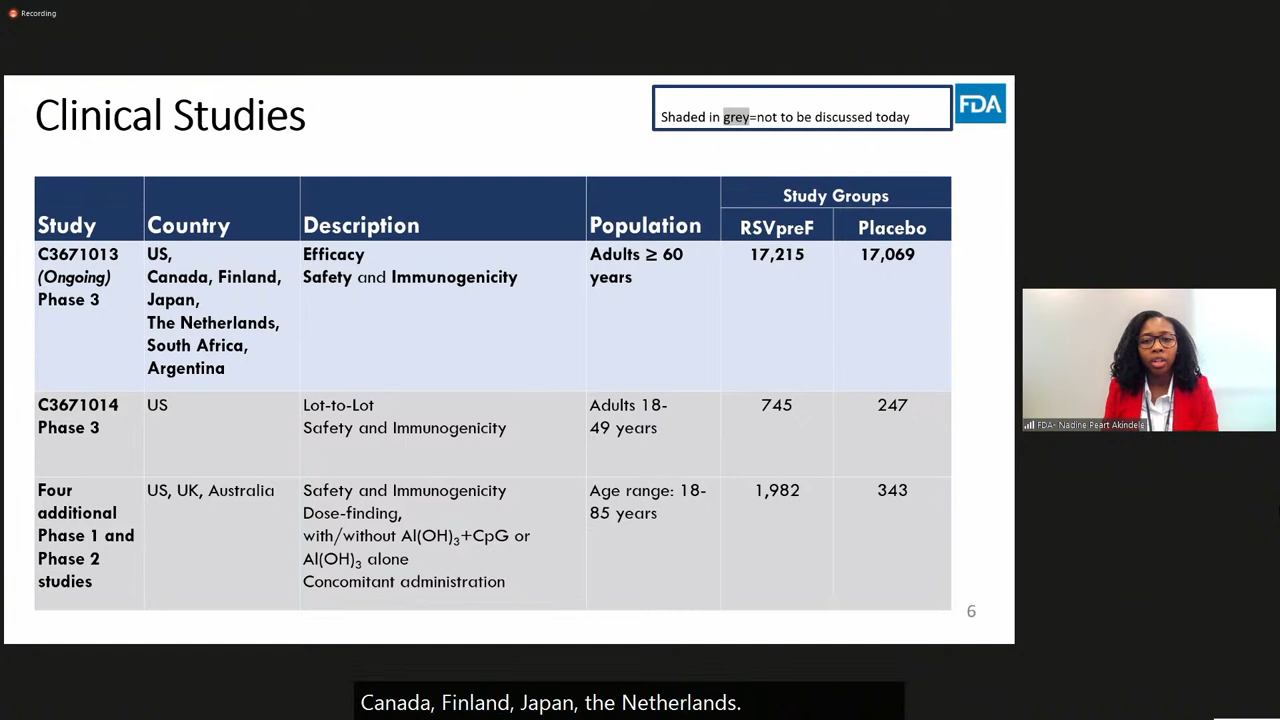 Recording
Clinical Studies
Shaded in grey=not to be discussed today
FDA
Study Groups
Study Country Description Population RSVpreF Placebo
C3671013 US, Efficacy Adults ≥ 60 17,215 17,069
(Ongoing) Canada, Finland, Safety and Immunogenicity years
Phase 3 Japan,
The Netherlands,
South Africa,
Argentina
C3671014 US Lot-to-Lot Adults 18- 745 247
Phase 3 Safety and Immunogenicity 49 years
Four US, UK, Australia Safety and Immunogenicity Age range: 18- 1,982 343
additional Dose-finding, 85 years
Phase 1 and with/without Al(OH)₃+CpG or
Phase 2 Al(OH)₃ alone
studies Concomitant administration
6
FDA- Nadine Peart Akindele
Canada, Finland, Japan, the Netherlands.